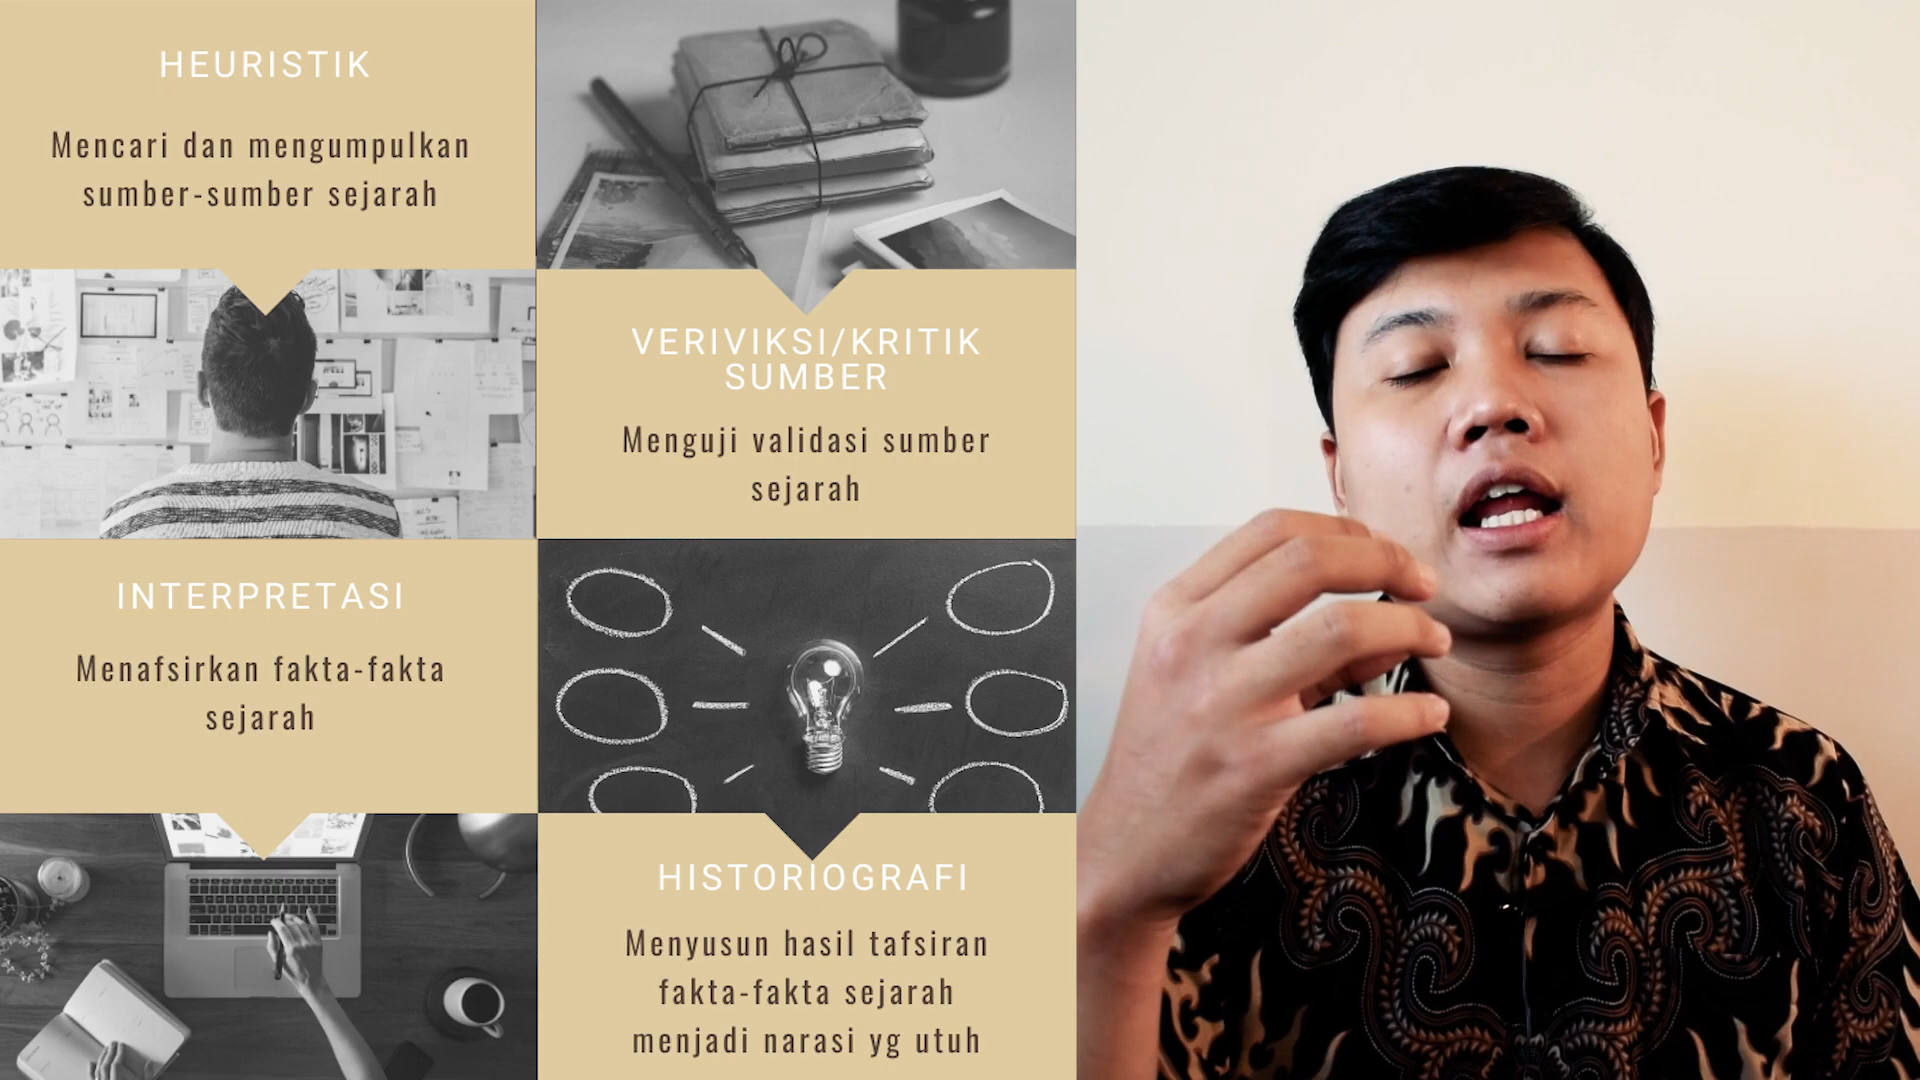 HEURISTIK
Mencari dan mengumpulkan
sumber-sumber sejarah
VERIVIKSI/KRITIK
SUMBER
Menguji validasi sumber
sejarah
INTERPRETASI
Menafsirkan fakta-fakta
sejarah
HISTORIOGRAFI
Menyusun hasil tafsiran
fakta-fakta sejarah
menjadi narasi yg utuh